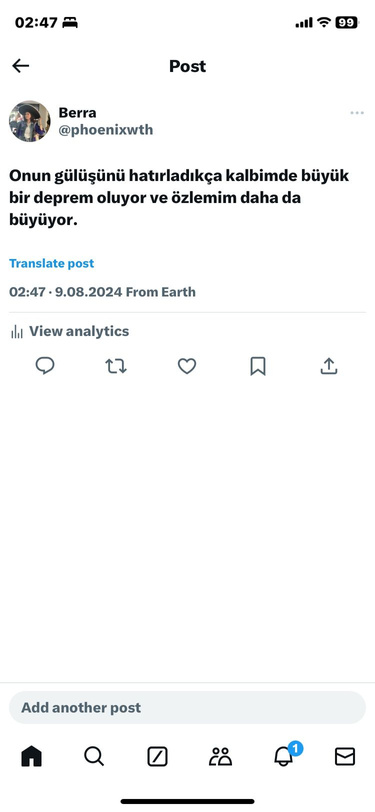 02:47
99
Post
Berra
@phoenixwth
Onun gülüşünü hatırladıkça kalbimde büyük
bir deprem oluyor ve özlemim daha da
büyüyor.
Translate post
02:47 · 9.08.2024 From Earth
View analytics
Add another post
1